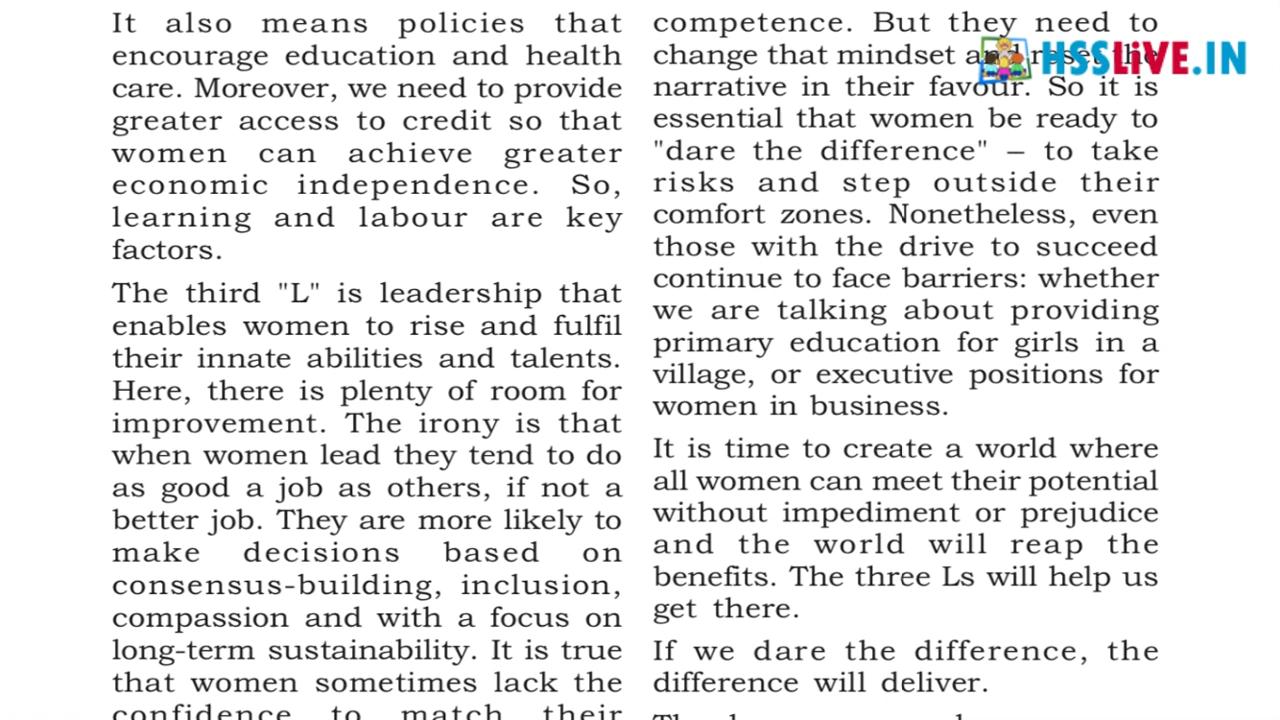 It also means policies that
encourage education and health
care. Moreover, we need to provide
greater access to credit so that
women can achieve greater
economic independence. So,
learning and labour are key
factors.
The third "L" is leadership that
enables women to rise and fulfil
their innate abilities and talents.
Here, there is plenty of room for
improvement. The irony is that
when women lead they tend to do
as good a job as others, if not a
better job. They are more likely to
make decisions based on
consensus-building, inclusion,
compassion and with a focus on
long-term sustainability. It is true
that women sometimes lack the
confidence to match their
competence. But they need to
change that mindset and reset the
narrative in their favour. So it is
essential that women be ready to
"dare the difference" – to take
risks and step outside their
comfort zones. Nonetheless, even
those with the drive to succeed
continue to face barriers: whether
we are talking about providing
primary education for girls in a
village, or executive positions for
women in business.
It is time to create a world where
all women can meet their potential
without impediment or prejudice
and the world will reap the
benefits. The three Ls will help us
get there.
If we dare the difference, the
difference will deliver.
HSSLiVE.IN